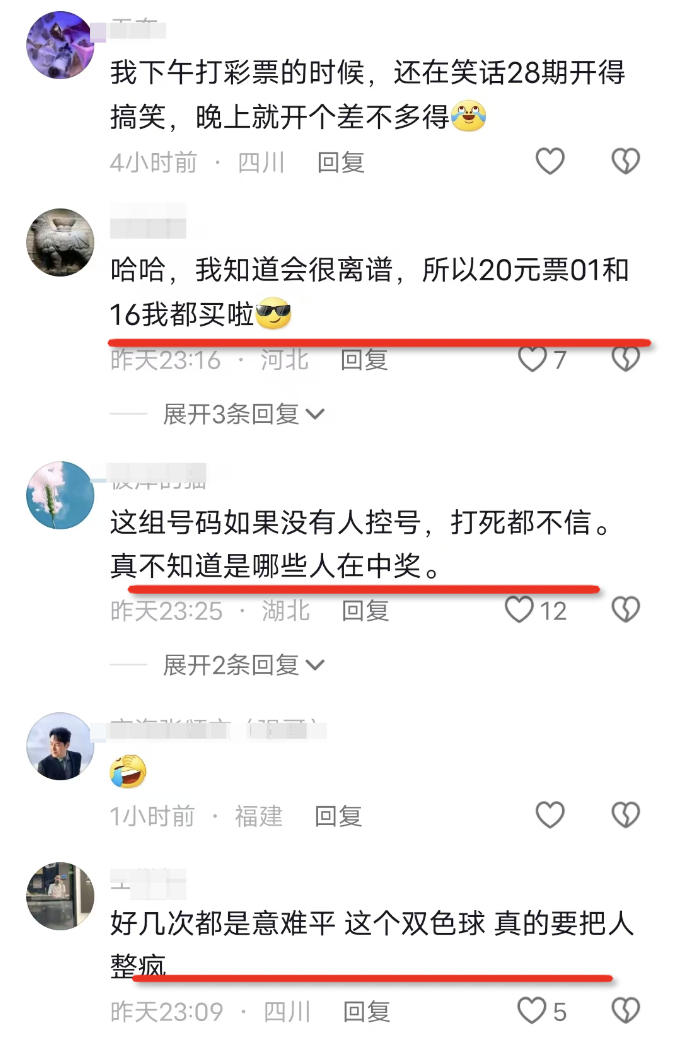 我下午打彩票的时候，还在笑话28期开得
搞笑，晚上就开个差不多得
4小时前 · 四川 回复
哈哈，我知道会很离谱，所以20元票01和
16我都买啦
昨天23:16 · 河北 回复 7
展开3条回复
这组号码如果没有人控号，打死都不信。
真不知道是哪些人在中奖。
昨天23:25 · 湖北 回复 12
展开2条回复
1小时前 · 福建 回复
好几次都是意难平 这个双色球 真的要把人
整疯
昨天23:09 · 四川 回复 5